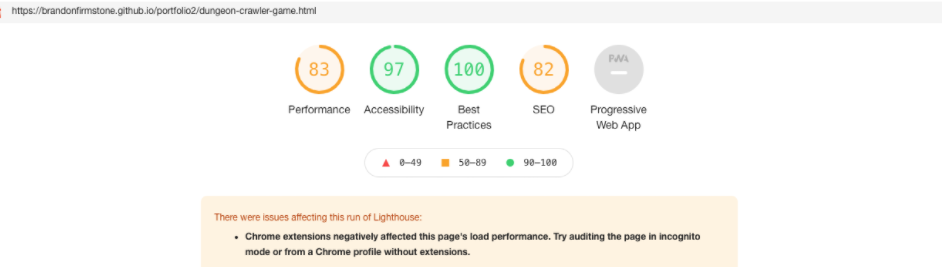 https://brandonfirmstone.github.io/portfolio2/dungeon-crawler-game.html
83
97
100
82
PWA
Performance
Accessibility
Best
Practices
SEO
Progressive
Web App
0–49
50–89
90–100
There were issues affecting this run of Lighthouse:
• Chrome extensions negatively affected this page's load performance. Try auditing the page in incognito
mode or from a Chrome profile without extensions.